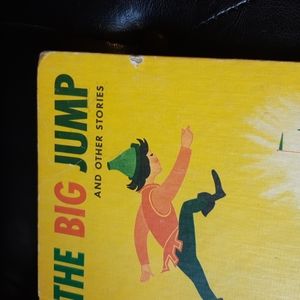 THE BIG JUMP
AND OTHER STORIES